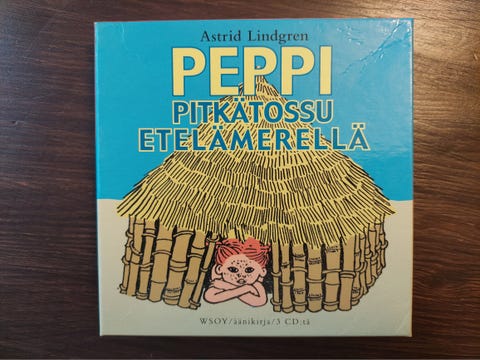 Astrid Lindgren
PEPPI
PITKÄTOSSU
ETELÄMERELLÄ
WSOY/äänikirja/3 CD:tä